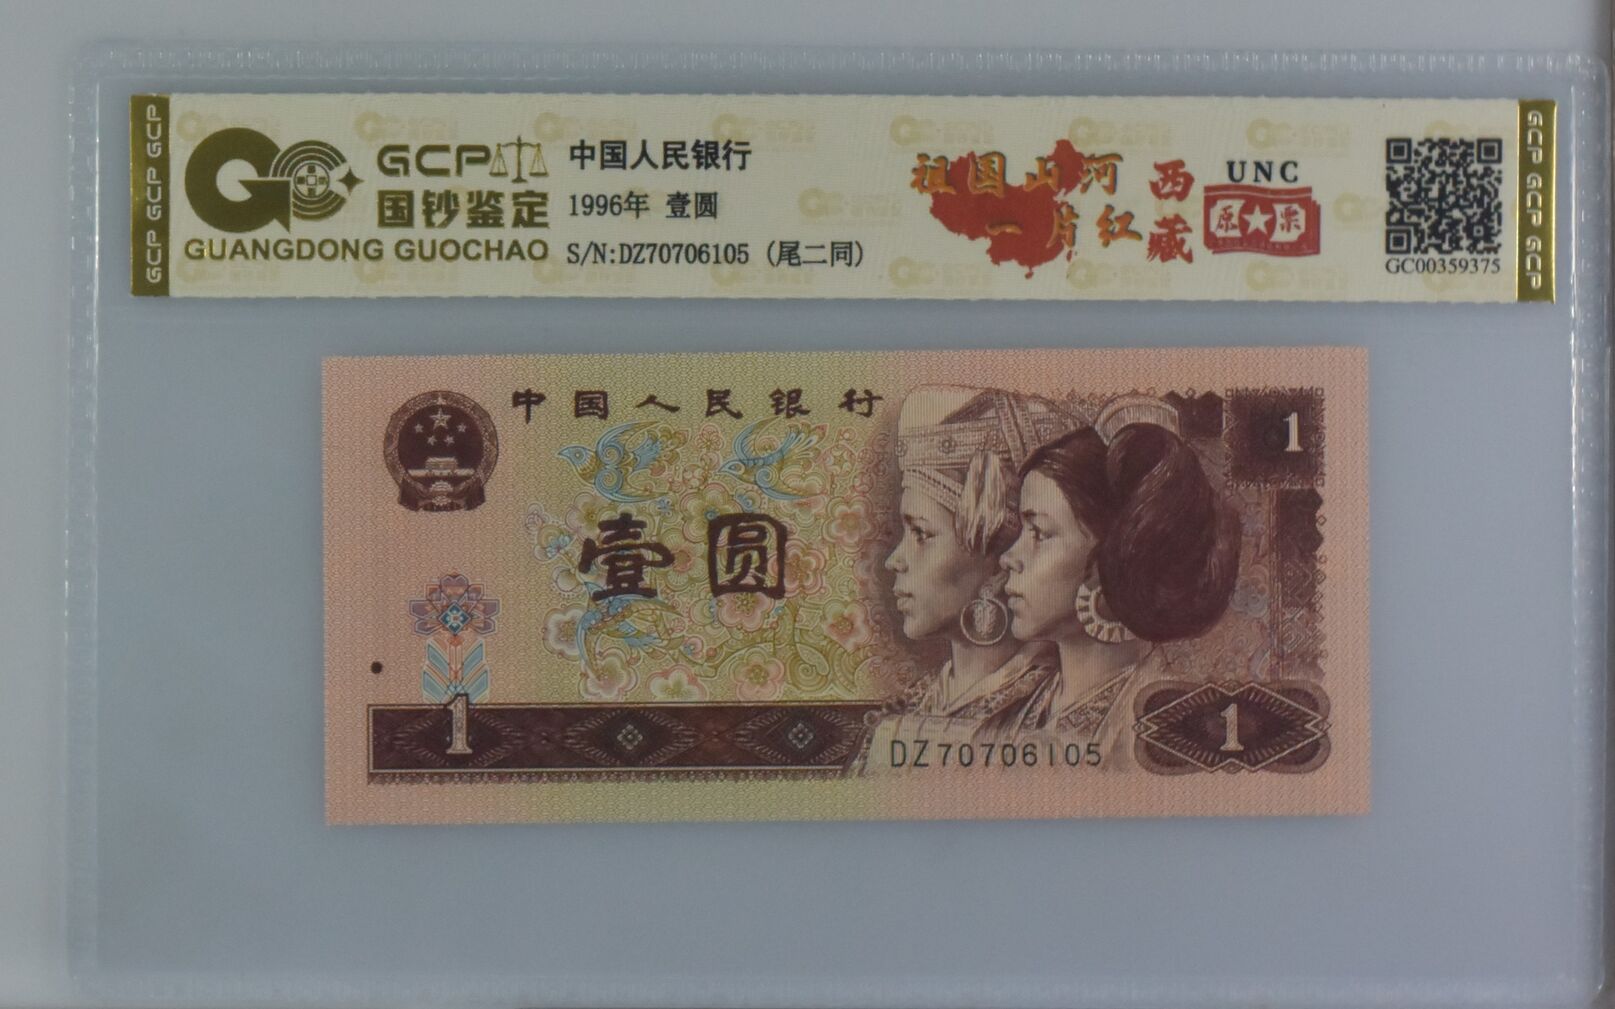 GCP GCP GCP
GCP
国钞鉴定
GUANGDONG GUOCHAO
中国人民银行
1996年 壹圆
S/N:DZ70706105 (尾二同)
祖国山河
一片红
西藏
UNC
原★票
GC00359375
GCP GCP GCP
中国人民银行
1
壹圆
1
DZ70706105
1